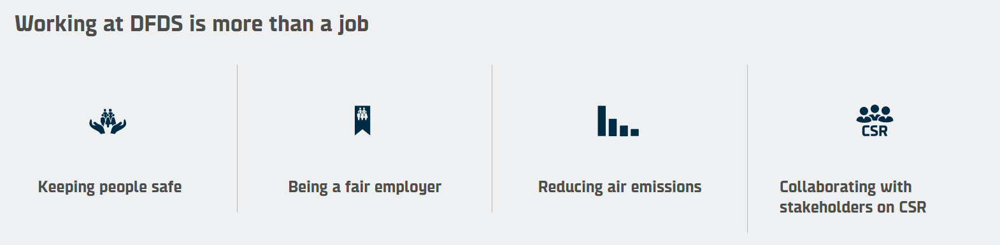 Working at DFDS is more than a job
CSR
Keeping people safe
Being a fair employer
Reducing air emissions
Collaborating with
stakeholders on CSR